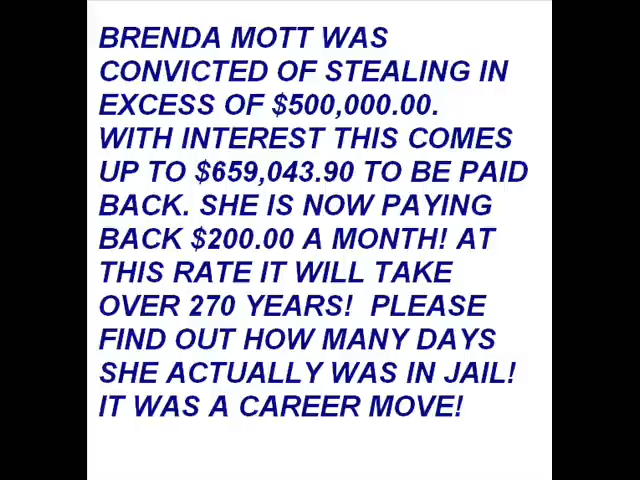 BRENDA MOTT WAS
CONVICTED OF STEALING IN
EXCESS OF $500,000.00.
WITH INTEREST THIS COMES
UP TO $659,043.90 TO BE PAID
BACK. SHE IS NOW PAYING
BACK $200.00 A MONTH! AT
THIS RATE IT WILL TAKE
OVER 270 YEARS!  PLEASE
FIND OUT HOW MANY DAYS
SHE ACTUALLY WAS IN JAIL!
IT WAS A CAREER MOVE!